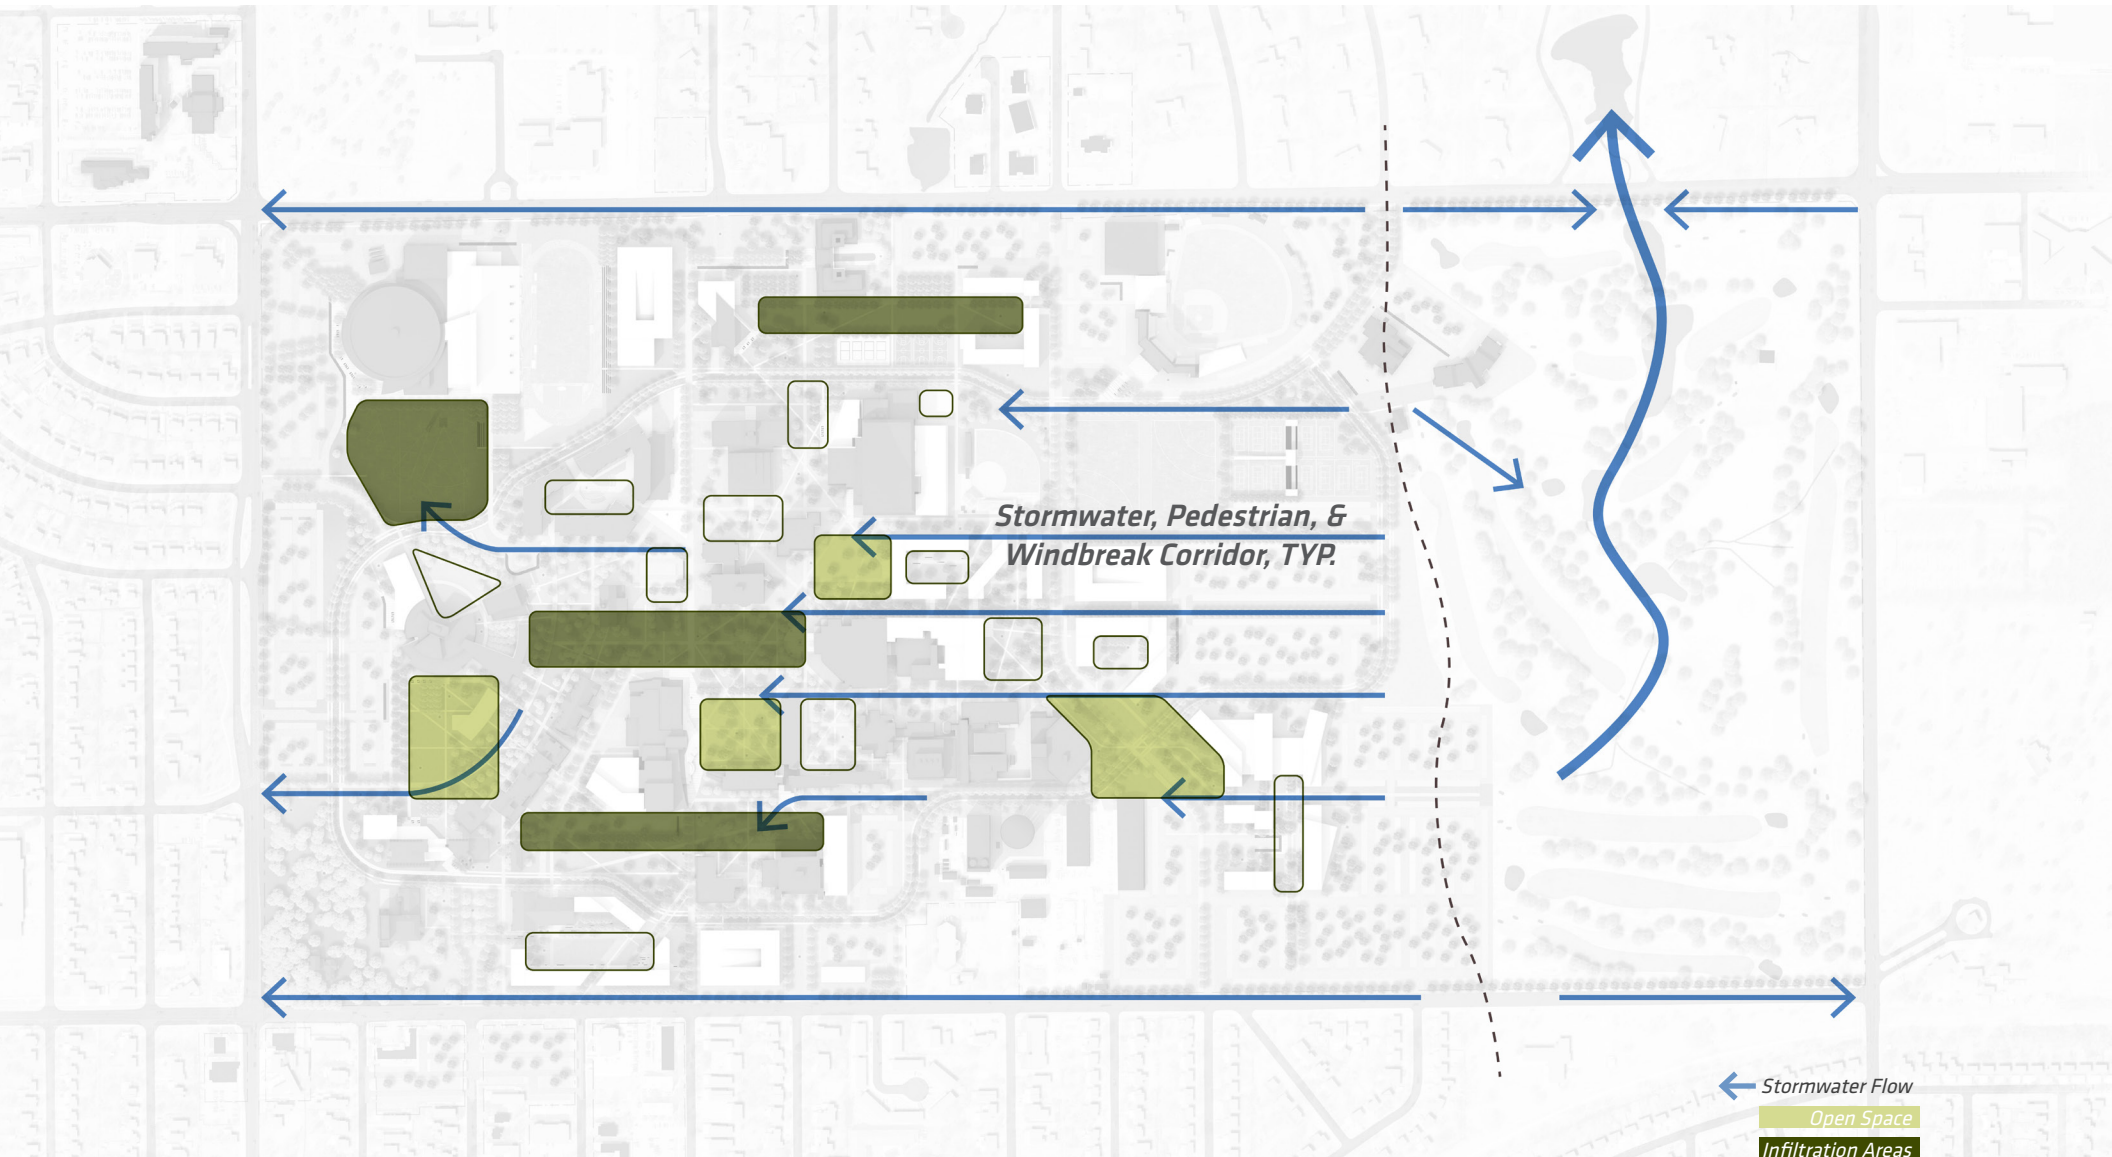 Stormwater, Pedestrian, &
Windbreak Corridor, TYP.
Stormwater Flow
Open Space
Infiltration Areas